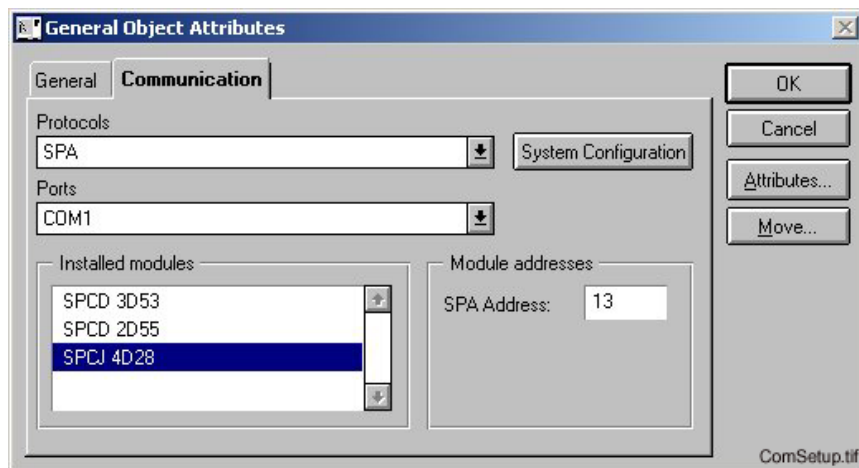 General Object Attributes
General
Communication
OK
Cancel
Attributes...
Move...
Protocols
SPA
System Configuration
Ports
COM1
Installed modules
SPCD 3D53
SPCD 2D55
SPCJ 4D28
Module addresses
SPA Address: 13
ComSetup.tif